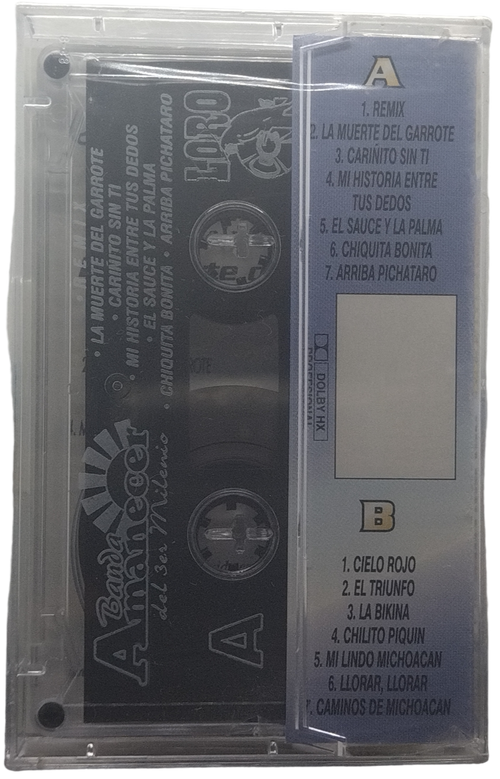 A
1. REMIX
2. LA MUERTE DEL GARROTE
3. CARIÑITO SIN TI
4. MI HISTORIA ENTRE
TUS DEDOS
5. EL SAUCE Y LA PALMA
6. CHIQUITA BONITA
7. ARRIBA PICHATARO
DOLBY HX
PROFESSIONAL
B
1. CIELO ROJO
2. EL TRIUNFO
3. LA BIKINA
4. CHILITO PIQUIN
5. MI LINDO MICHOACAN
6. LLORAR, LLORAR
7. CAMINOS DE MICHOACAN
LORO
• LA MUERTE DEL GARROTE
• CARIÑITO SIN TI
• MI HISTORIA ENTRE TUS DEDOS
• EL SAUCE Y LA PALMA
• CHIQUITA BONITA • ARRIBA PICHATARO
Banda
Amanecer
del 3er Milenio
A